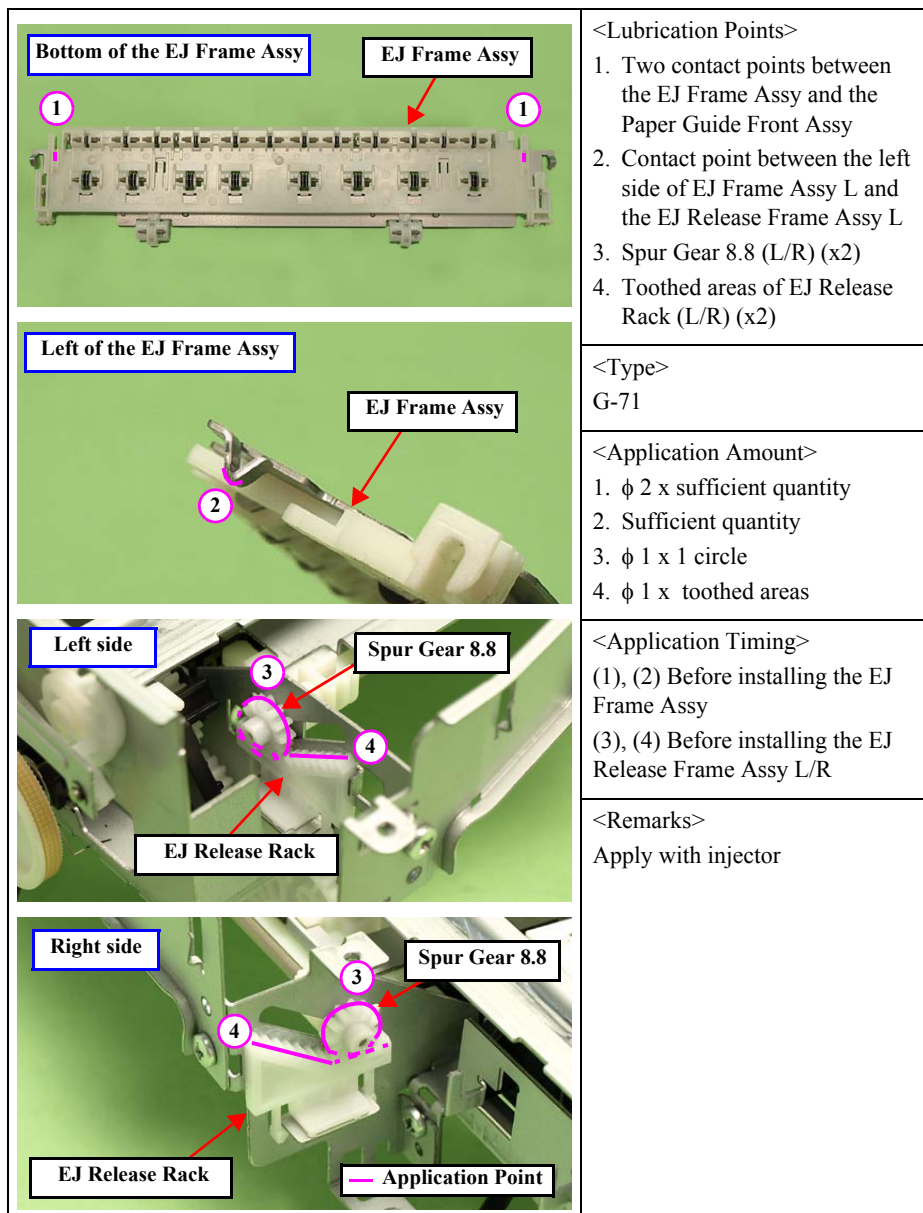 Bottom of the EJ Frame Assy
EJ Frame Assy
1
1
Left of the EJ Frame Assy
EJ Frame Assy
2
Left side
Spur Gear 8.8
3
4
EJ Release Rack
Right side
Spur Gear 8.8
3
4
EJ Release Rack
Application Point
<Lubrication Points>
1. Two contact points between
the EJ Frame Assy and the
Paper Guide Front Assy
2. Contact point between the left
side of EJ Frame Assy L and
the EJ Release Frame Assy L
3. Spur Gear 8.8 (L/R) (x2)
4. Toothed areas of EJ Release
Rack (L/R) (x2)
<Type>
G-71
<Application Amount>
1. ϕ 2 x sufficient quantity
2. Sufficient quantity
3. ϕ 1 x 1 circle
4. ϕ 1 x toothed areas
<Application Timing>
(1), (2) Before installing the EJ
Frame Assy
(3), (4) Before installing the EJ
Release Frame Assy L/R
<Remarks>
Apply with injector